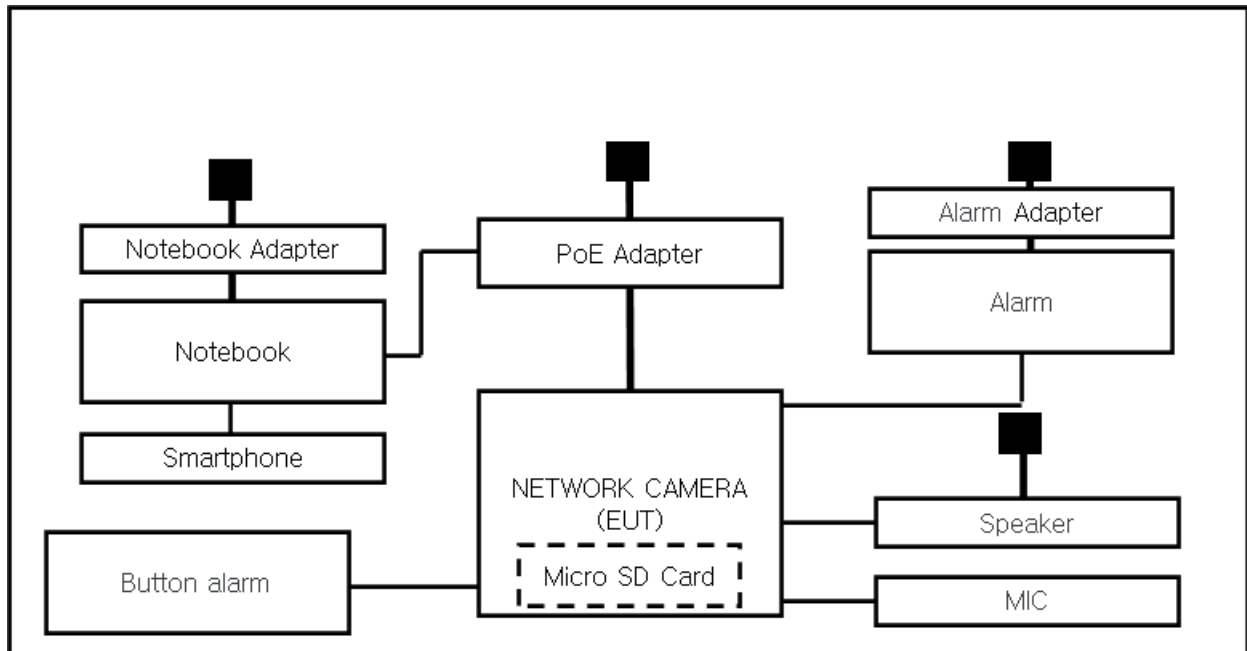 Notebook Adapter
PoE Adapter
Alarm Adapter
Notebook
Alarm
Smartphone
NETWORK CAMERA
(EUT)
Micro SD Card
Speaker
Button alarm
MIC